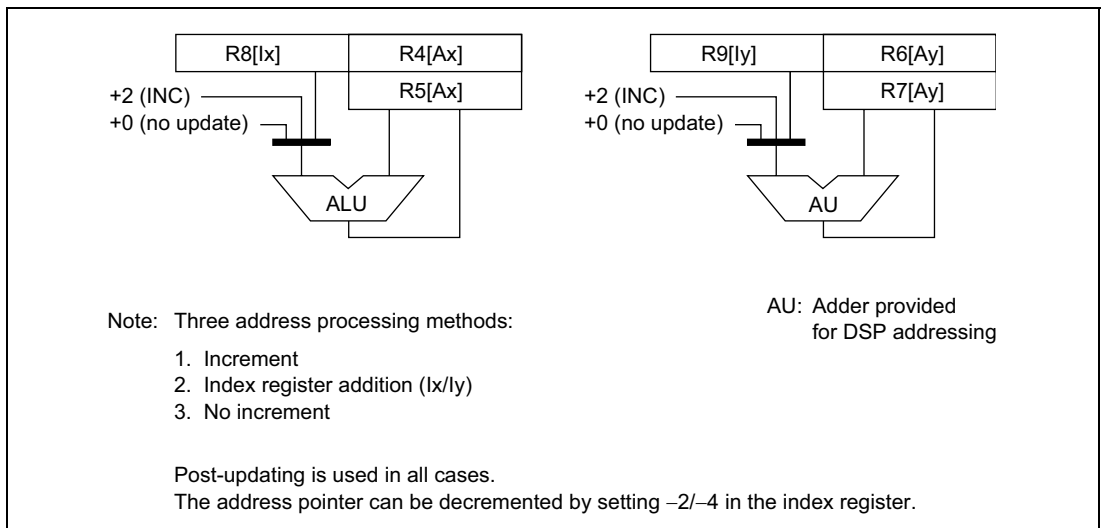 R8[Ix]
R4[Ax]
R5[Ax]
+2 (INC)
+0 (no update)
ALU
R9[Iy]
R6[Ay]
R7[Ay]
+2 (INC)
+0 (no update)
AU
AU: Adder provided
for DSP addressing
Note: Three address processing methods:
1. Increment
2. Index register addition (Ix/Iy)
3. No increment
Post-updating is used in all cases.
The address pointer can be decremented by setting –2/–4 in the index register.